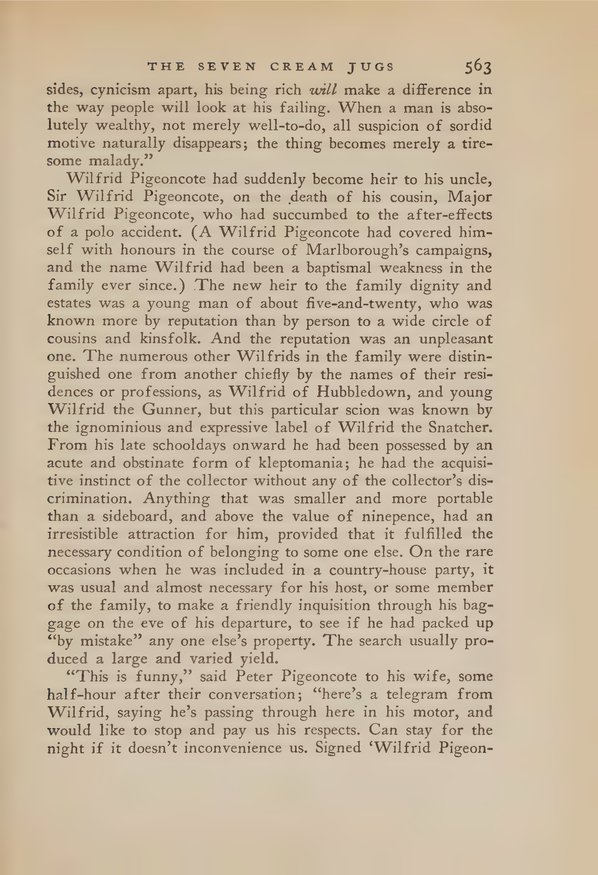 THE SEVEN CREAM JUGS 563
sides, cynicism apart, his being rich will make a difference in
the way people will look at his failing. When a man is abso-
lutely wealthy, not merely well-to-do, all suspicion of sordid
motive naturally disappears; the thing becomes merely a tire-
some malady.”
Wilfrid Pigeoncote had suddenly become heir to his uncle,
Sir Wilfrid Pigeoncote, on the death of his cousin, Major
Wilfrid Pigeoncote, who had succumbed to the after-effects
of a polo accident. (A Wilfrid Pigeoncote had covered him-
self with honours in the course of Marlborough’s campaigns,
and the name Wilfrid had been a baptismal weakness in the
family ever since.) The new heir to the family dignity and
estates was a young man of about five-and-twenty, who was
known more by reputation than by person to a wide circle of
cousins and kinsfolk. And the reputation was an unpleasant
one. The numerous other Wilfrids in the family were distin-
guished one from another chiefly by the names of their resi-
dences or professions, as Wilfrid of Hubbledown, and young
Wilfrid the Gunner, but this particular scion was known by
the ignominious and expressive label of Wilfrid the Snatcher.
From his late schooldays onward he had been possessed by an
acute and obstinate form of kleptomania; he had the acquisi-
tive instinct of the collector without any of the collector’s dis-
crimination. Anything that was smaller and more portable
than a sideboard, and above the value of ninepence, had an
irresistible attraction for him, provided that it fulfilled the
necessary condition of belonging to some one else. On the rare
occasions when he was included in a country-house party, it
was usual and almost necessary for his host, or some member
of the family, to make a friendly inquisition through his bag-
gage on the eve of his departure, to see if he had packed up
“by mistake” any one else’s property. The search usually pro-
duced a large and varied yield.
“This is funny,” said Peter Pigeoncote to his wife, some
half-hour after their conversation; “here’s a telegram from
Wilfrid, saying he’s passing through here in his motor, and
would like to stop and pay us his respects. Can stay for the
night if it doesn’t inconvenience us. Signed ‘Wilfrid Pigeon-